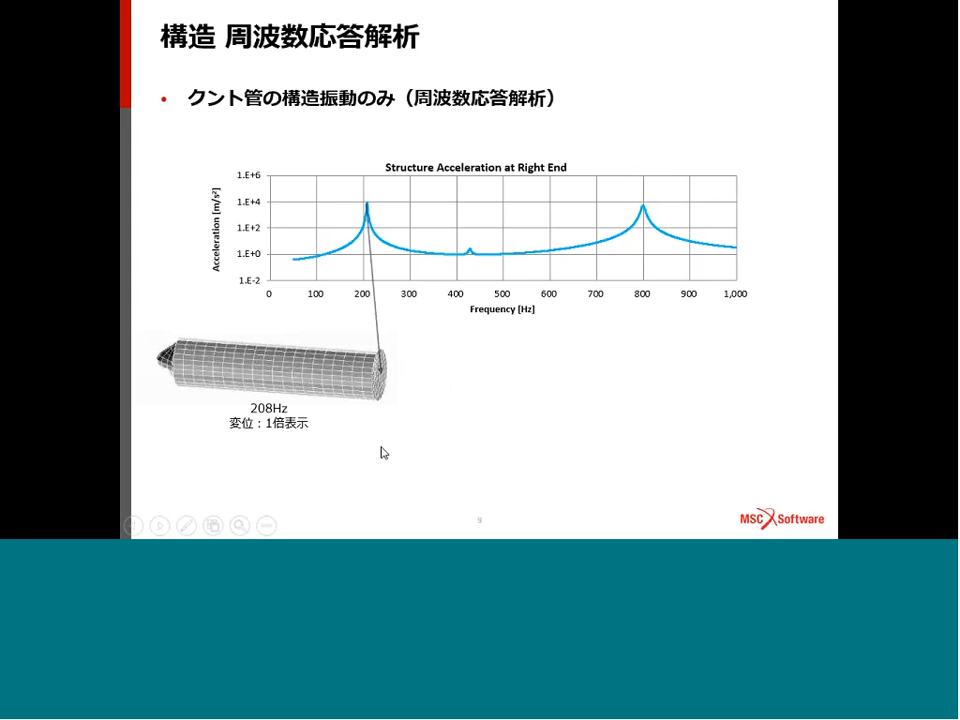 構造 周波数応答解析
• クント管の構造振動のみ（周波数応答解析）
Structure Acceleration at Right End
Acceleration [m/s²]
1.E+6
1.E+4
1.E+2
1.E+0
1.E-2
0 100 200 300 400 500 600 700 800 900 1,000
Frequency [Hz]
208Hz
変位：1倍表示
9
MSC Software